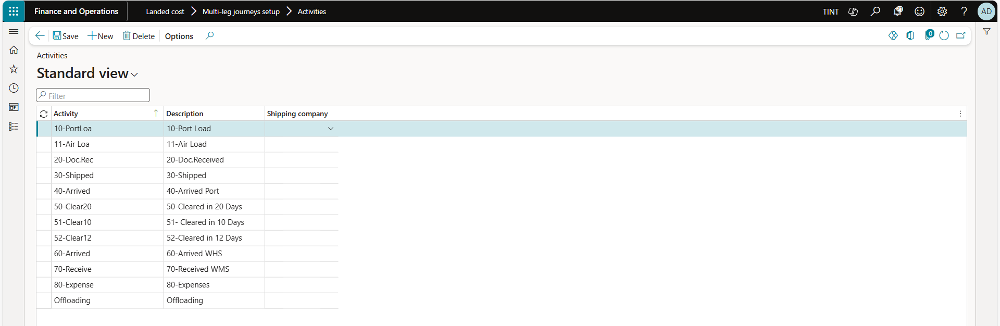 Finance and Operations Landed cost Multi-leg journeys setup Activities TINT 21 AD
Save New Delete Options 0
Activities
Standard view
Filter
Activity Description Shipping company
10-PortLoa 10-Port Load
11-Air Loa 11-Air Load
20-Doc.Rec 20-Doc.Received
30-Shipped 30-Shipped
40-Arrived 40-Arrived Port
50-Clear20 50-Cleared in 20 Days
51-Clear10 51- Cleared in 10 Days
52-Clear12 52-Cleared in 12 Days
60-Arrived 60-Arrived WHS
70-Receive 70-Received WMS
80-Expense 80-Expenses
Offloading Offloading